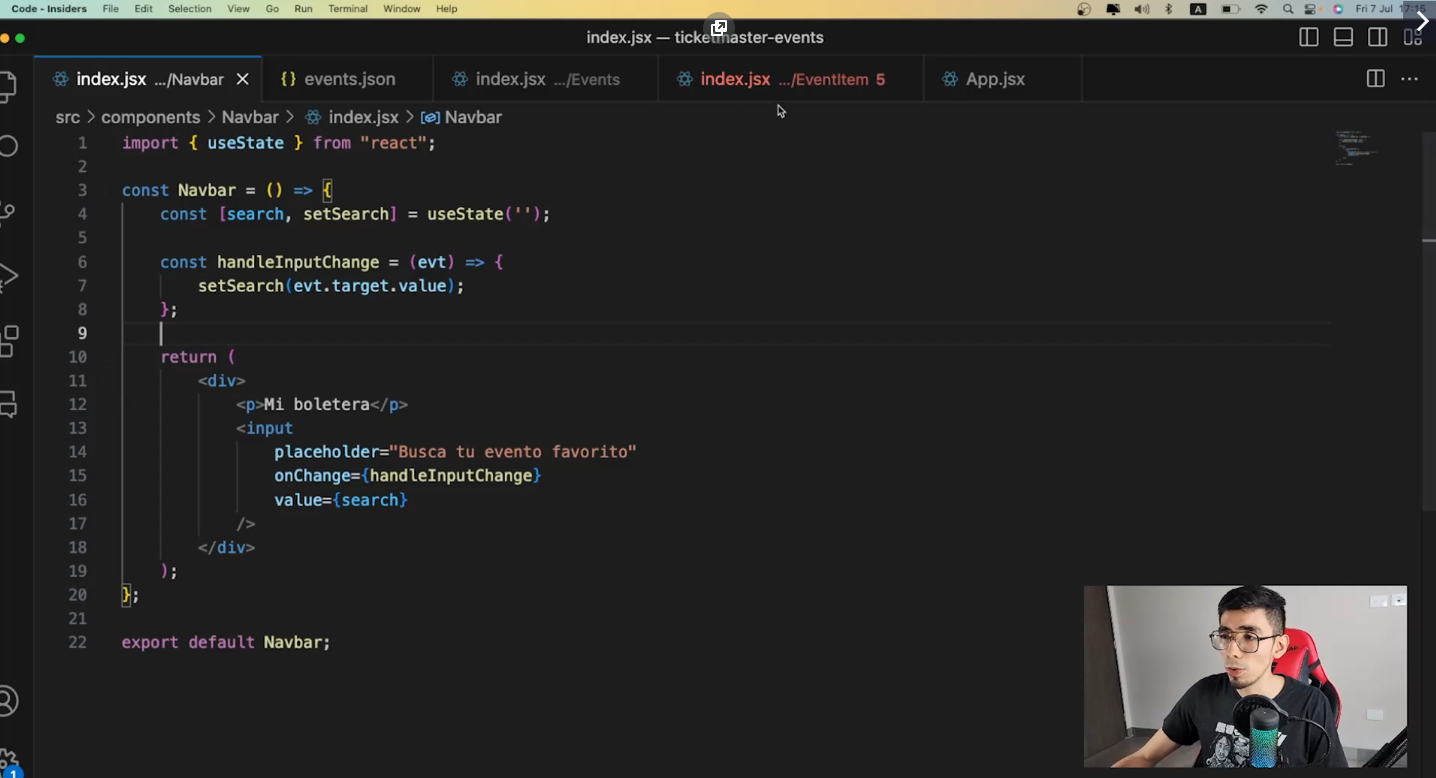 Code - Insiders File Edit Selection View Go Run Terminal Window Help A Fri 7 Jul 17:15
index.jsx — ticketmaster-events
index.jsx .../Navbar {} events.json index.jsx .../Events index.jsx .../EventItem 5 App.jsx
src > components > Navbar > index.jsx > Navbar
1 import { useState } from "react";
2
3 const Navbar = () => {
4 const [search, setSearch] = useState('');
5
6 const handleInputChange = (evt) => {
7 setSearch(evt.target.value);
8 };
9
10 return (
11 <div>
12 <p>Mi boletera</p>
13 <input
14 placeholder="Busca tu evento favorito"
15 onChange={handleInputChange}
16 value={search}
17 />
18 </div>
19 );
20 };
21
22 export default Navbar;
1